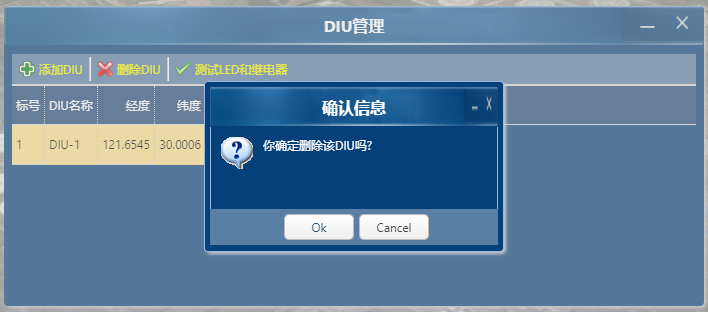 DIU管理
添加DIU 删除DIU 测试LED和继电器
标号 DIU名称 经度 纬度
1 DIU-1 121.6545 30.0006
确认信息
你确定删除该DIU吗?
Ok Cancel